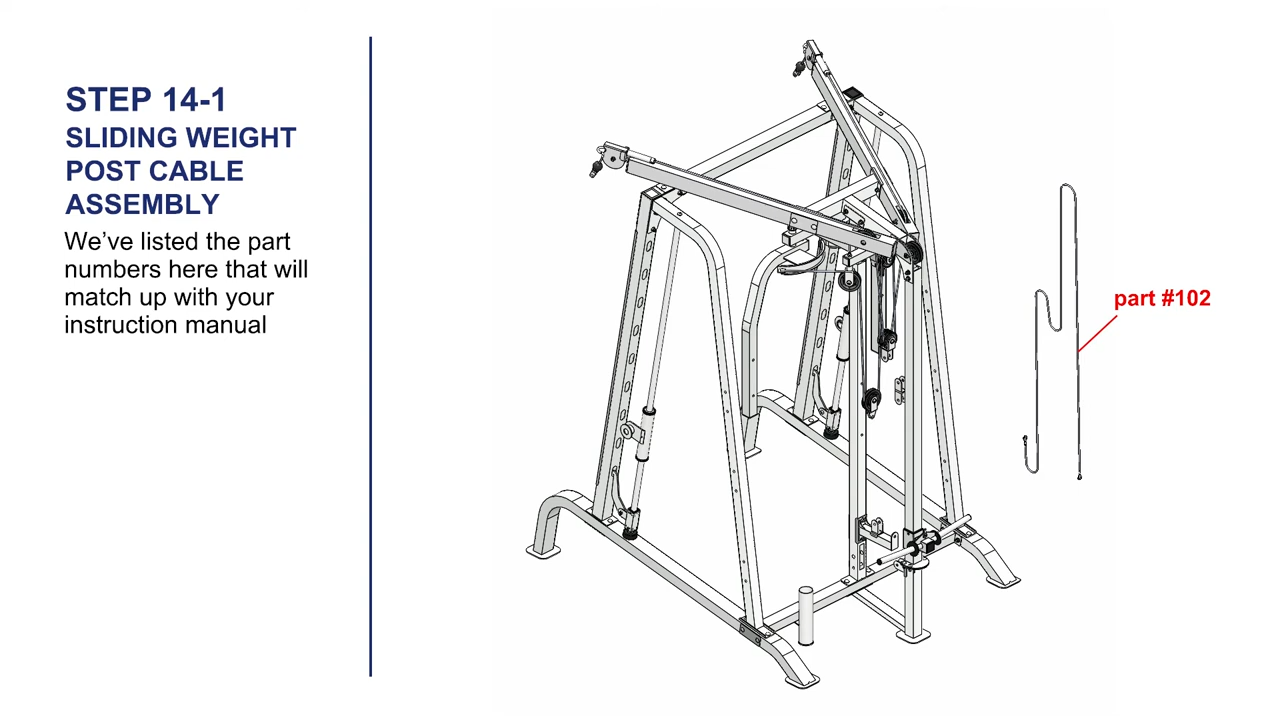 STEP 14-1
SLIDING WEIGHT
POST CABLE
ASSEMBLY
We’ve listed the part
numbers here that will
match up with your
instruction manual
part #102